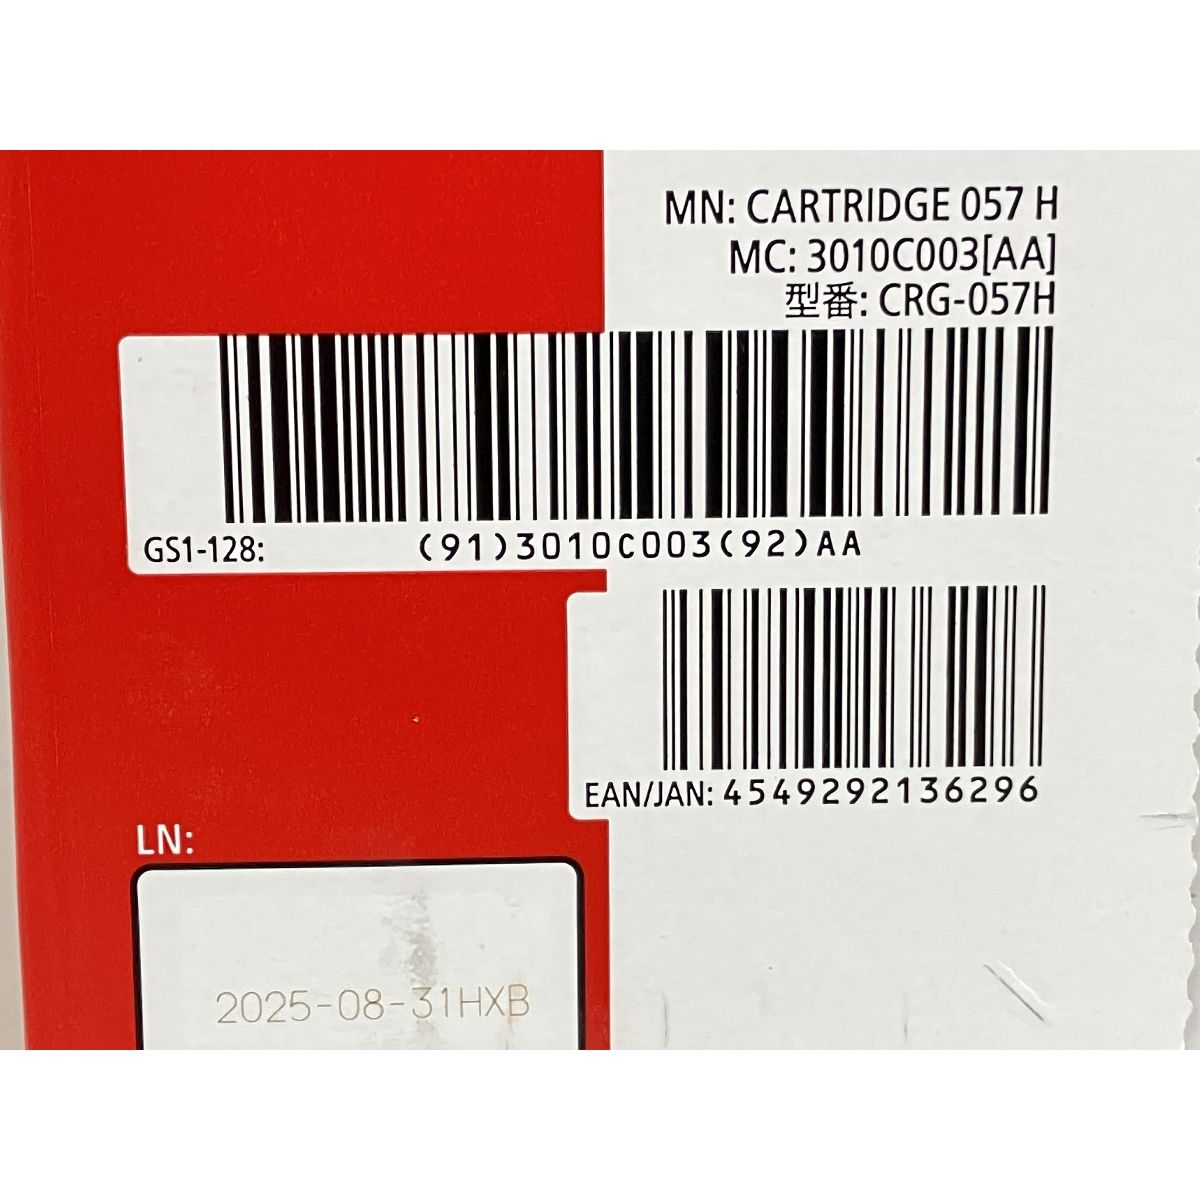 MN: CARTRIDGE 057 H
MC: 3010C003[AA]
型番: CRG-057H
GS1-128: (91)3010C003(92)AA
EAN/JAN: 4549292136296
LN:
2025-08-31HXB